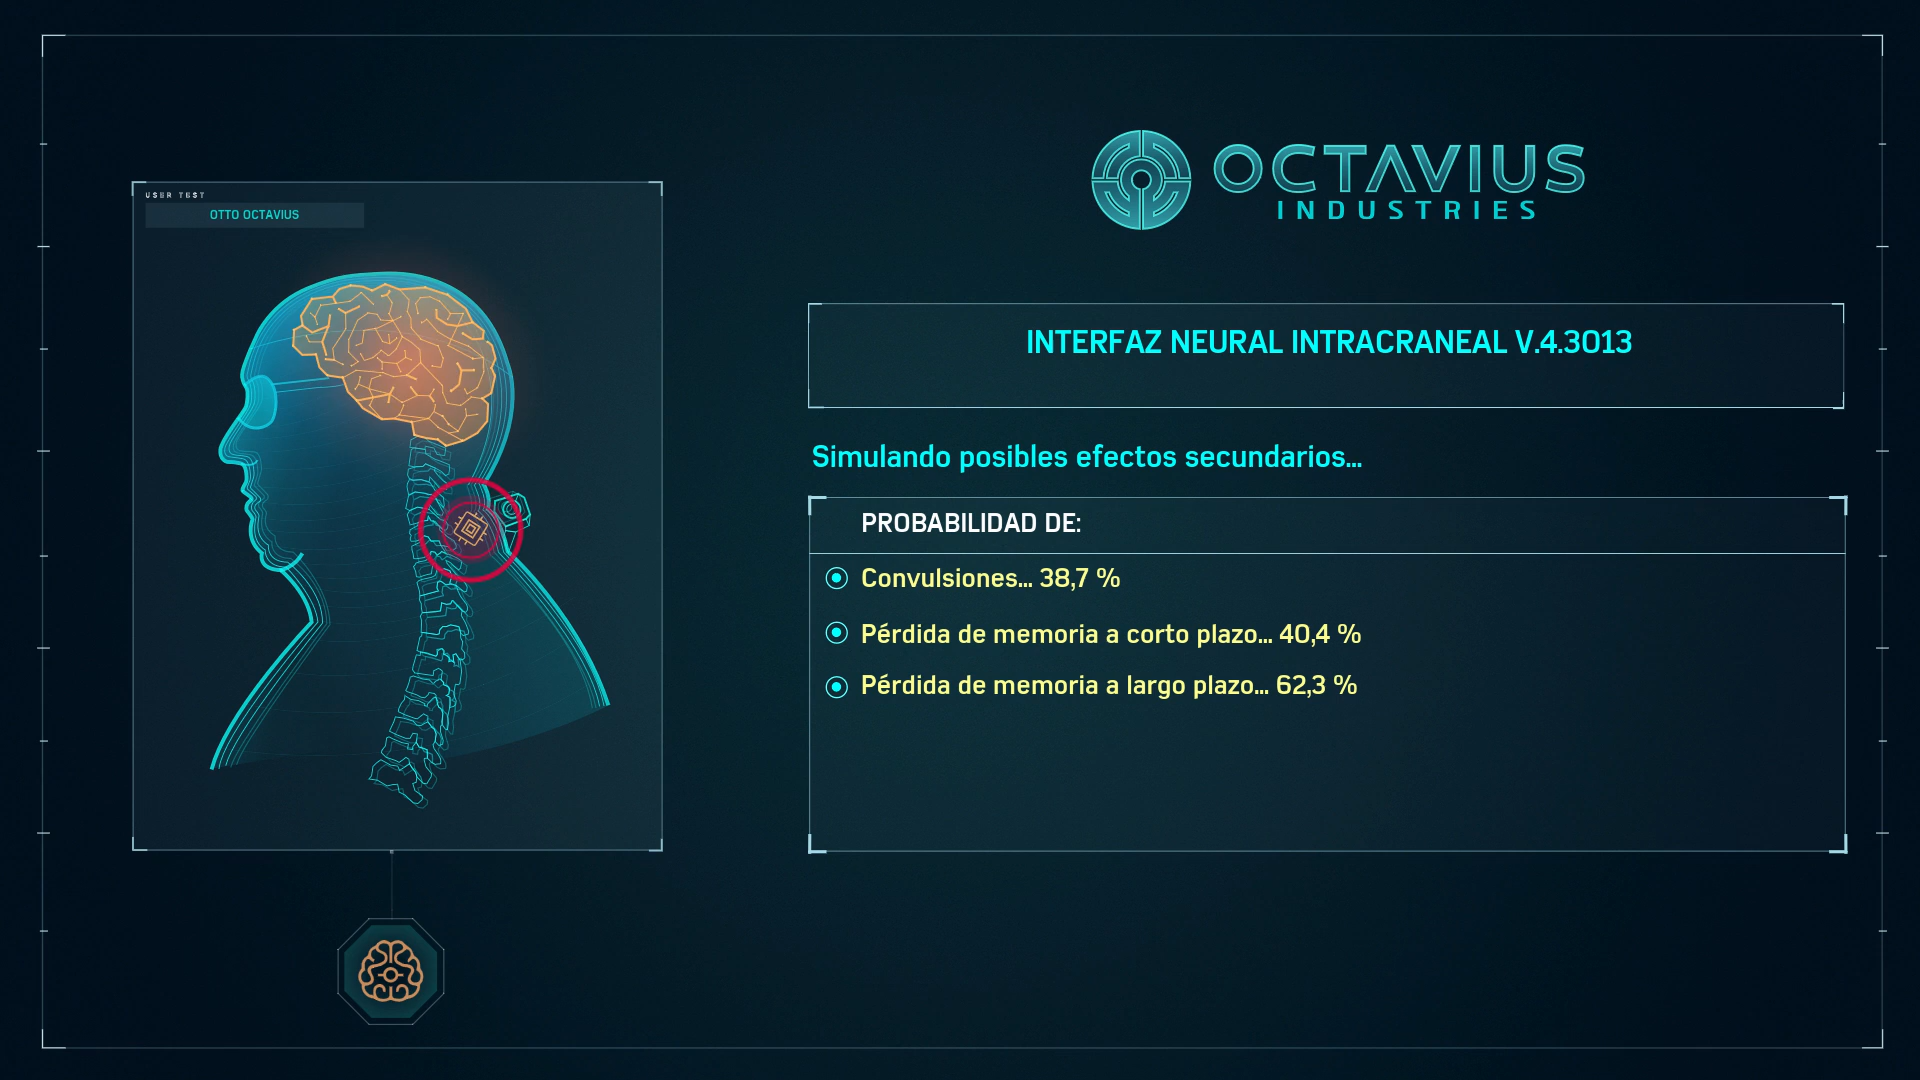 USER TEST
OTTO OCTAVIUS
OCTAVIUS
INDUSTRIES
INTERFAZ NEURAL INTRACRANEAL V.4.3013
Simulando posibles efectos secundarios...
PROBABILIDAD DE:
Convulsiones... 38,7 %
Pérdida de memoria a corto plazo... 40,4 %
Pérdida de memoria a largo plazo... 62,3 %